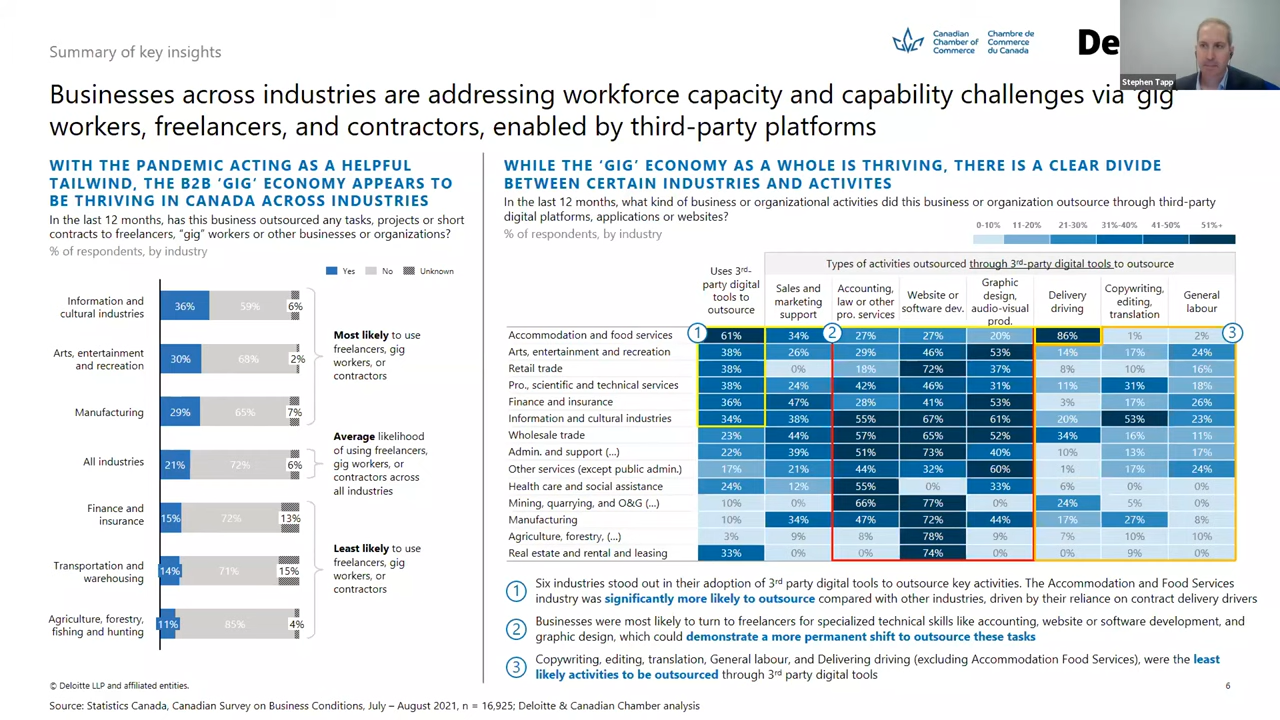 Summary of key insights
Canadian Chamber of Commerce
Chambre de Commerce du Canada
De
Stephen Tapp
Businesses across industries are addressing workforce capacity and capability challenges via 'gig'
workers, freelancers, and contractors, enabled by third-party platforms
WITH THE PANDEMIC ACTING AS A HELPFUL
TAILWIND, THE B2B 'GIG' ECONOMY APPEARS TO
BE THRIVING IN CANADA ACROSS INDUSTRIES
In the last 12 months, has this business outsourced any tasks, projects or short
contracts to freelancers, "gig" workers or other businesses or organizations?
% of respondents, by industry
Yes No Unknown
Information and
cultural industries
36% 59% 6%
Arts, entertainment
and recreation
30% 68% 2%
Manufacturing
29% 65% 7%
Most likely to use
freelancers, gig
workers, or
contractors
All industries
21% 72% 6%
Average likelihood
of using freelancers,
gig workers, or
contractors across
all industries
Finance and
insurance
15% 72% 13%
Transportation and
warehousing
14% 71% 15%
Agriculture, forestry,
fishing and hunting
11% 85% 4%
Least likely to use
freelancers, gig
workers, or
contractors
WHILE THE 'GIG' ECONOMY AS A WHOLE IS THRIVING, THERE IS A CLEAR DIVIDE
BETWEEN CERTAIN INDUSTRIES AND ACTIVITES
In the last 12 months, what kind of business or organizational activities did this business or organization outsource through third-party
digital platforms, applications or websites?
% of respondents, by industry
0-10% 11-20% 21-30% 31%-40% 41-50% 51%+
Types of activities outsourced through 3rd-party digital tools to outsource
Uses 3rd-
party digital
tools to
outsource
Sales and
marketing
support
Accounting,
law or other
pro. services
Website or
software dev.
Graphic
design,
audio-visual
prod.
Delivery
driving
Copywriting,
editing,
translation
General
labour
1 2 3
Accommodation and food services 61% 34% 27% 27% 20% 86% 1% 2%
Arts, entertainment and recreation 38% 26% 29% 46% 53% 14% 17% 24%
Retail trade 38% 0% 18% 72% 37% 8% 10% 16%
Pro., scientific and technical services 38% 24% 42% 46% 31% 11% 31% 18%
Finance and insurance 36% 47% 28% 41% 53% 3% 17% 26%
Information and cultural industries 34% 38% 55% 67% 61% 20% 53% 23%
Wholesale trade 23% 44% 57% 65% 52% 34% 16% 11%
Admin. and support (...) 22% 39% 51% 73% 40% 10% 13% 17%
Other services (except public admin.) 17% 21% 44% 32% 60% 1% 17% 24%
Health care and social assistance 24% 12% 55% 0% 33% 6% 0% 0%
Mining, quarrying, and O&G (...) 10% 0% 66% 77% 0% 24% 5% 0%
Manufacturing 10% 34% 47% 72% 44% 17% 27% 8%
Agriculture, forestry, (...) 3% 9% 8% 78% 9% 7% 10% 10%
Real estate and rental and leasing 33% 0% 0% 74% 0% 0% 9% 0%
1 Six industries stood out in their adoption of 3rd party digital tools to outsource key activities. The Accommodation and Food Services
industry was significantly more likely to outsource compared with other industries, driven by their reliance on contract delivery drivers
2 Businesses were most likely to turn to freelancers for specialized technical skills like accounting, website or software development, and
graphic design, which could demonstrate a more permanent shift to outsource these tasks
3 Copywriting, editing, translation, General labour, and Delivering driving (excluding Accommodation Food Services), were the least
likely activities to be outsourced through 3rd party digital tools
© Deloitte LLP and affiliated entities.
6
Source: Statistics Canada, Canadian Survey on Business Conditions, July – August 2021, n = 16,925; Deloitte & Canadian Chamber analysis